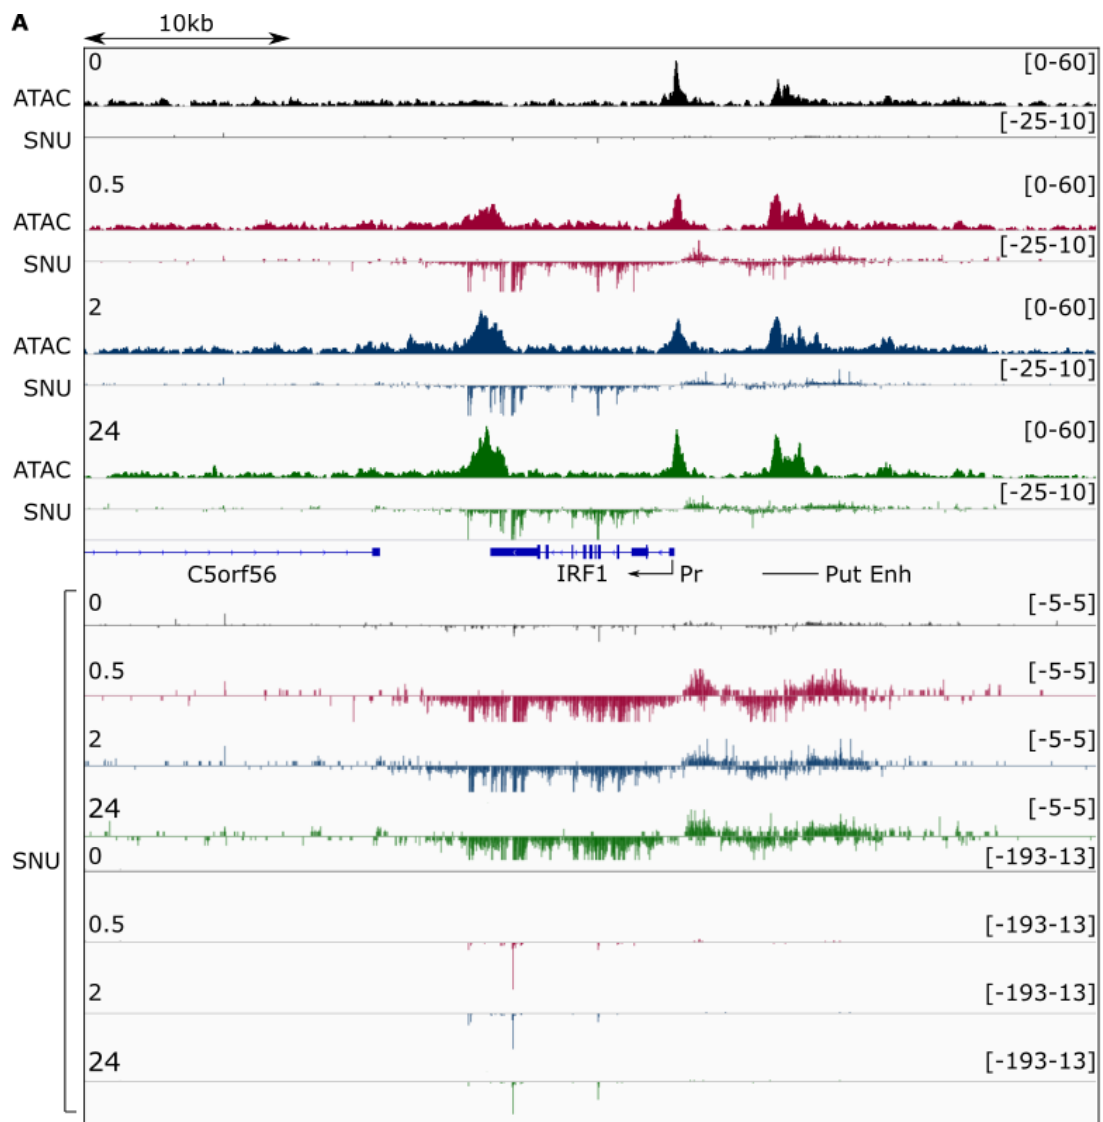 A
10kb
0 [0-60]
ATAC
[-25-10]
SNU
0.5 [0-60]
ATAC
[-25-10]
SNU
2 [0-60]
ATAC
[-25-10]
SNU
24 [0-60]
ATAC
[-25-10]
SNU
C5orf56 IRF1 Pr Put Enh
0 [-5-5]
0.5 [-5-5]
2 [-5-5]
24 [-5-5]
SNU
0 [-193-13]
0.5 [-193-13]
2 [-193-13]
24 [-193-13]